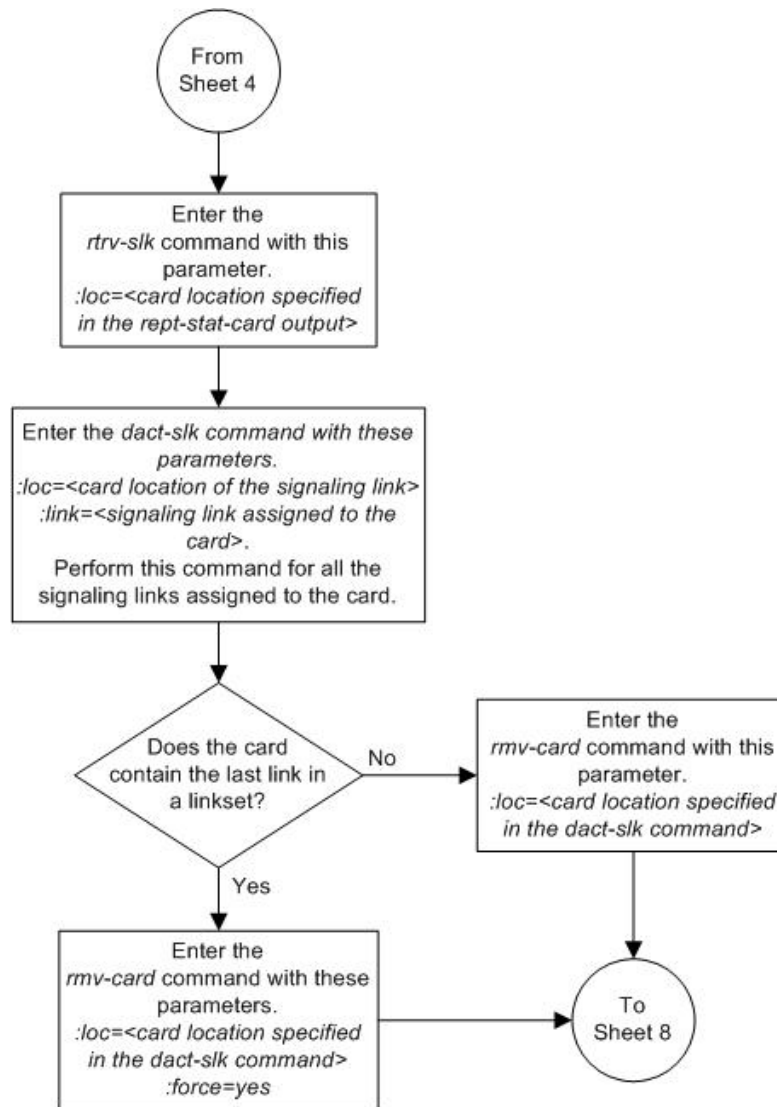 From
Sheet 4
Enter the
rtrv-slk command with this
parameter.
:loc=<card location specified
in the rept-stat-card output>
Enter the dact-slk command with these
parameters.
:loc=<card location of the signaling link>
:link=<signaling link assigned to the
card>.
Perform this command for all the
signaling links assigned to the card.
Does the card
contain the last link in
a linkset?
No
Enter the
rmv-card command with this
parameter.
:loc=<card location specified
in the dact-slk command>
Yes
Enter the
rmv-card command with these
parameters.
:loc=<card location specified
in the dact-slk command>
:force=yes
To
Sheet 8